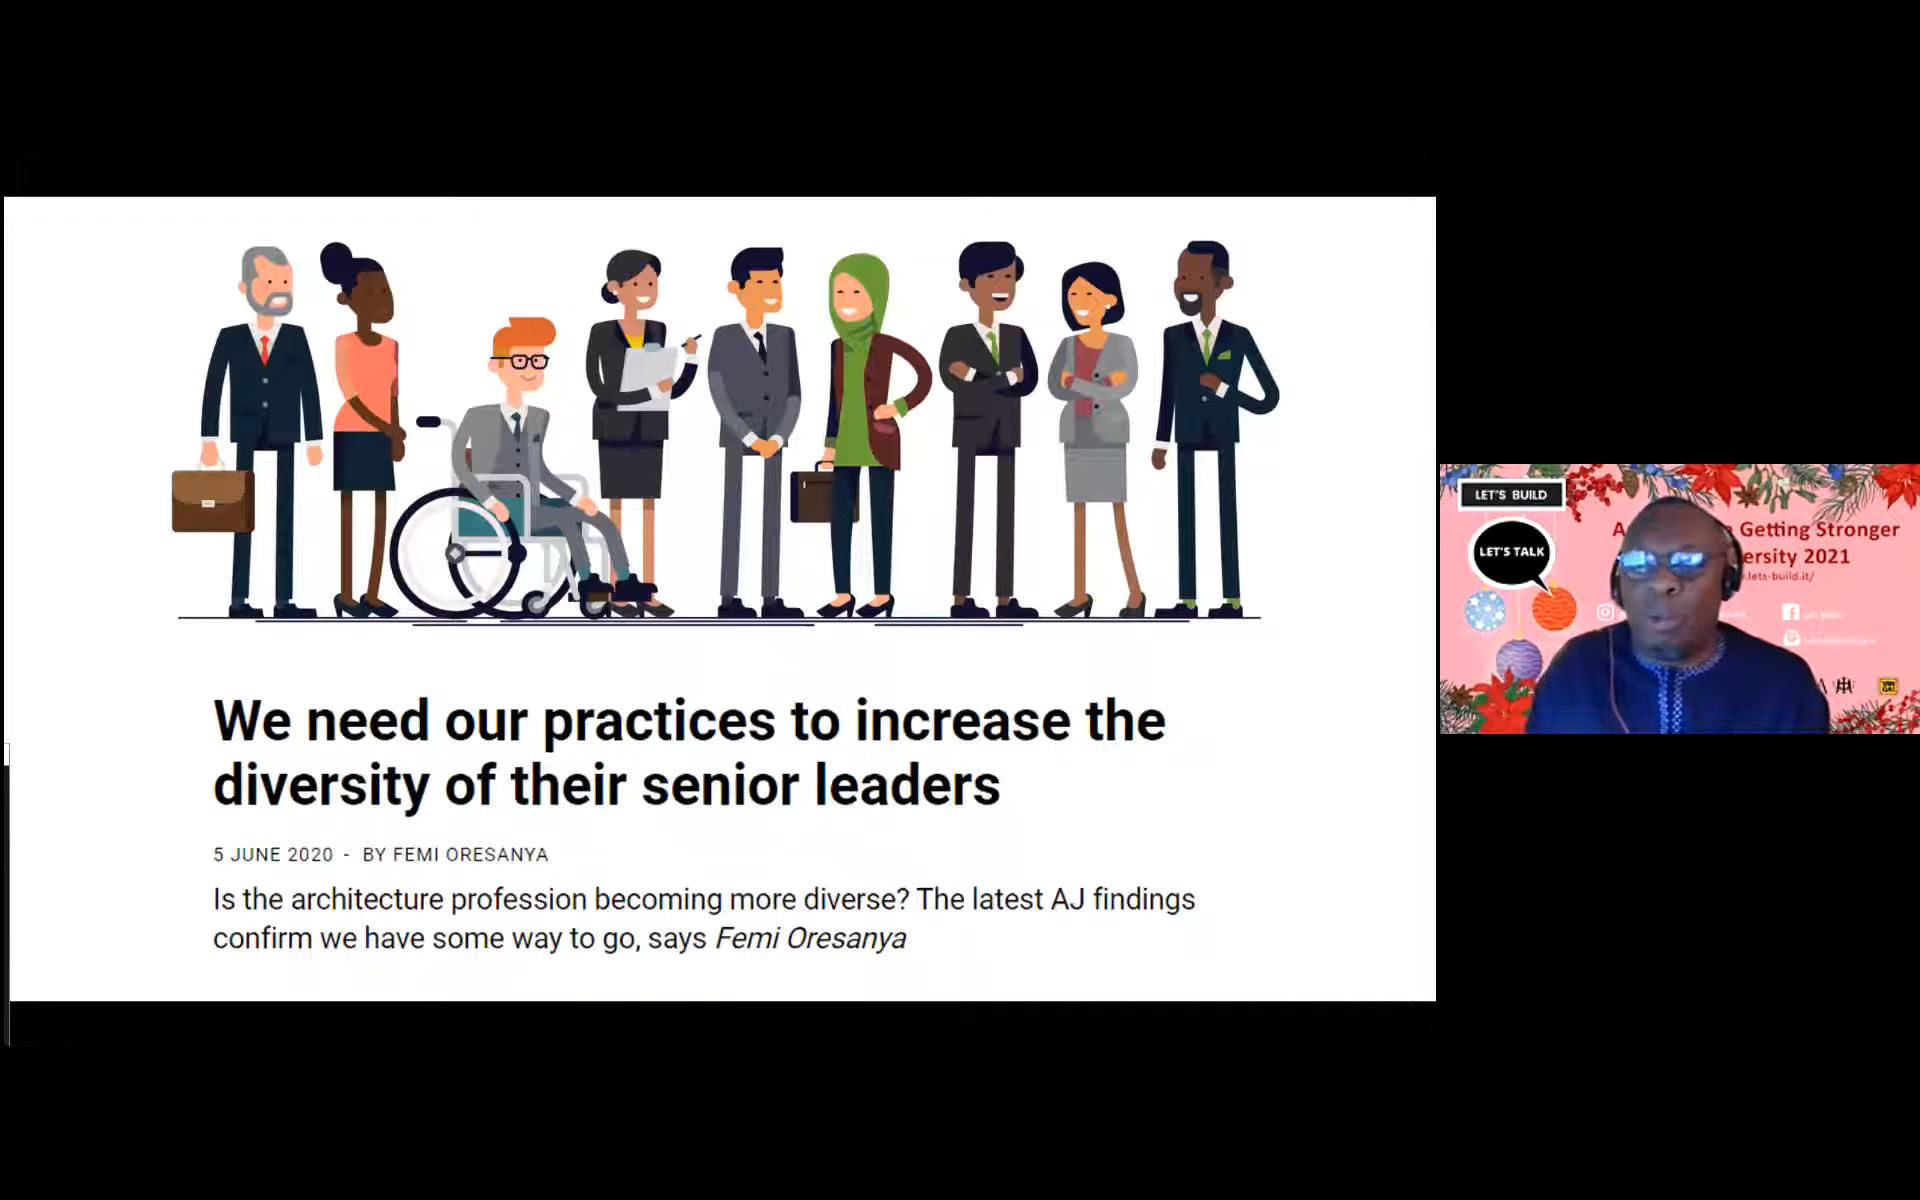 We need our practices to increase the
diversity of their senior leaders
5 JUNE 2020 - BY FEMI ORESANYA
Is the architecture profession becoming more diverse? The latest AJ findings
confirm we have some way to go, says Femi Oresanya
LET'S BUILD
LET'S TALK
Getting Stronger
2021